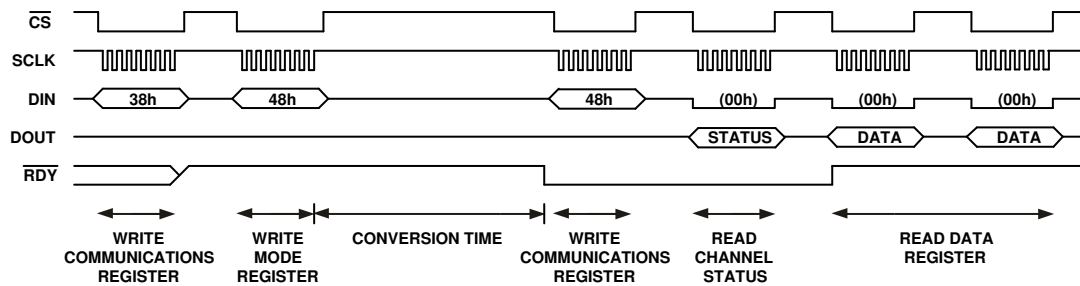 CS
SCLK
DIN
38h
48h
48h
(00h)
(00h)
(00h)
DOUT
STATUS
DATA
DATA
RDY
WRITE
COMMUNICATIONS
REGISTER
WRITE
MODE
REGISTER
CONVERSION TIME
WRITE
COMMUNICATIONS
REGISTER
READ
CHANNEL
STATUS
READ DATA
REGISTER